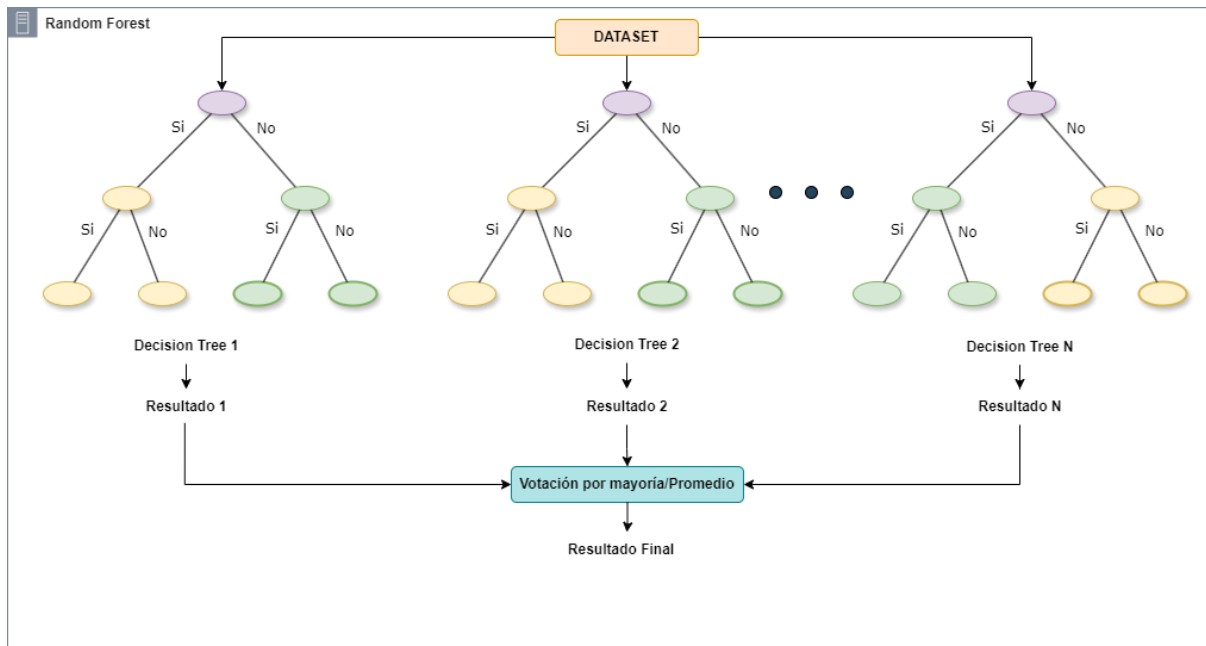 Random Forest
DATASET
Si
No
Si
No
Si
No
Si
No
Si
No
Si
No
Si
No
Si
No
Si
No
Decision Tree 1
Decision Tree 2
Decision Tree N
Resultado 1
Resultado 2
Resultado N
Votación por mayoría/Promedio
Resultado Final